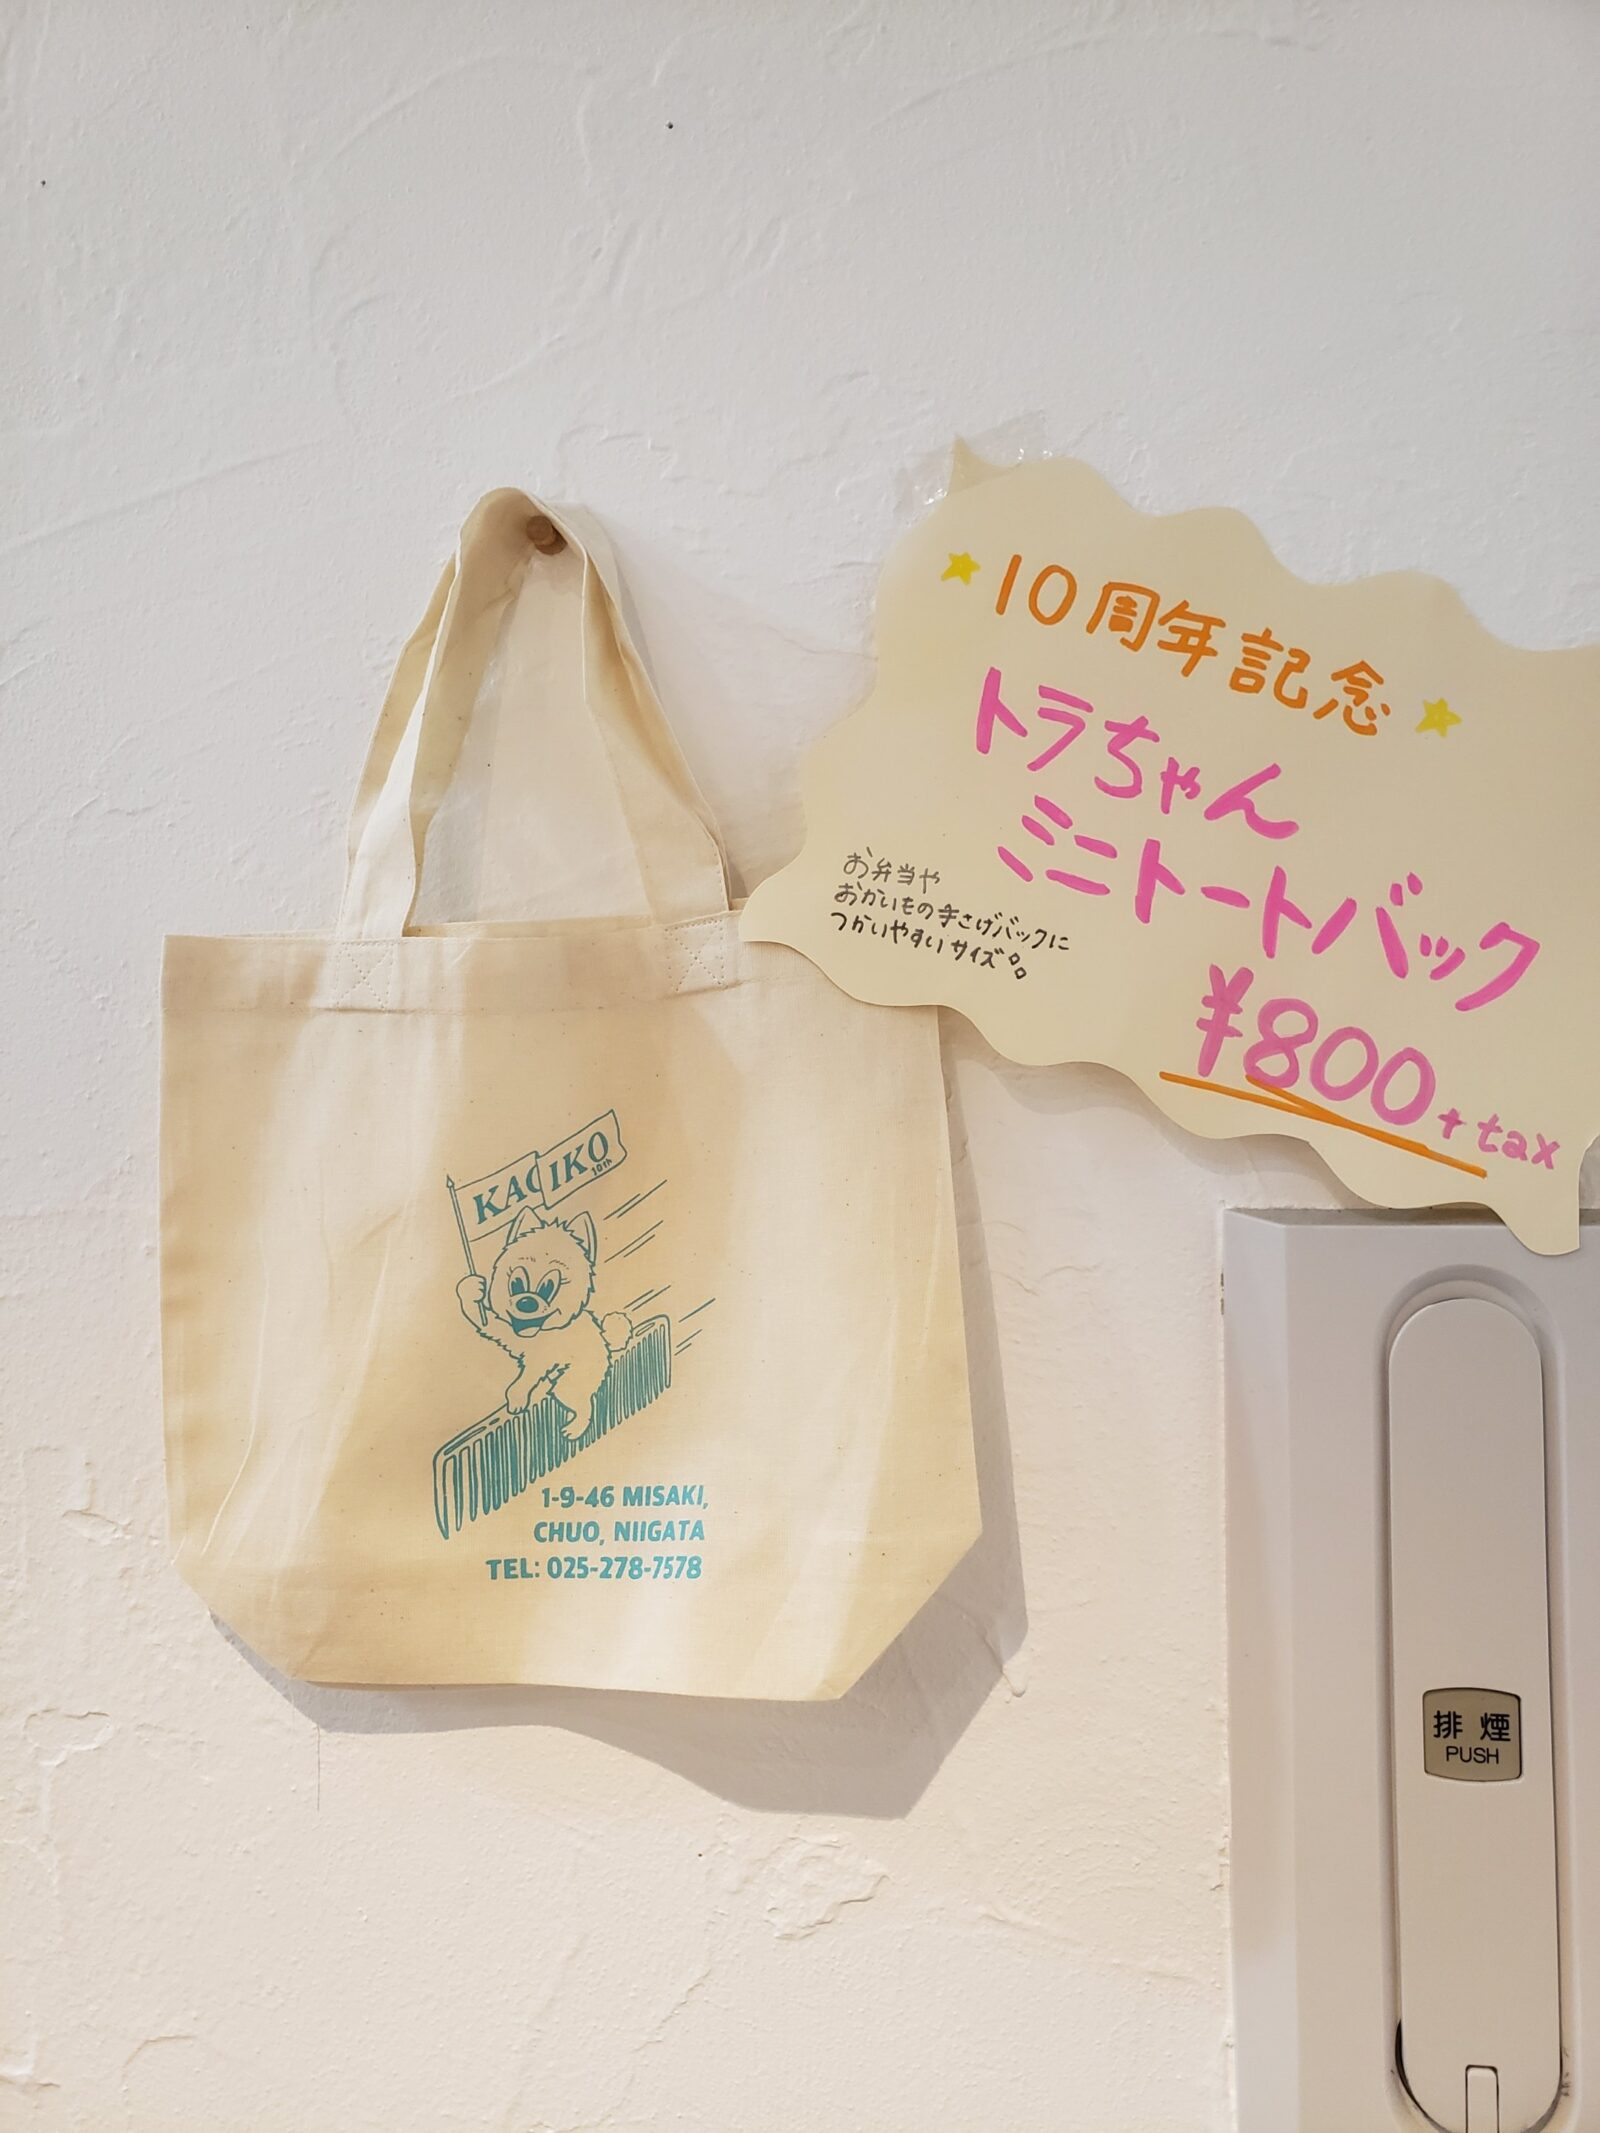 ★10周年記念★
トラちゃん
ミニトートバック
お弁当や
おかいもの手さげバックに
つかいやすいサイズ。。
¥800+tax
KAGIKO
10th
1-9-46 MISAKI,
CHUO, NIIGATA
TEL: 025-278-7578
排煙
PUSH